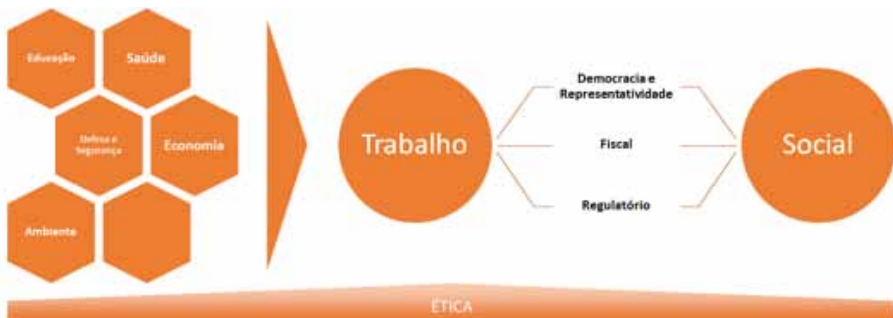 Educação
Saúde
Defesa e
Segurança
Economia
Ambiente
Trabalho
Democracia e
Representatividade
Fiscal
Regulatório
Social
ÉTICA